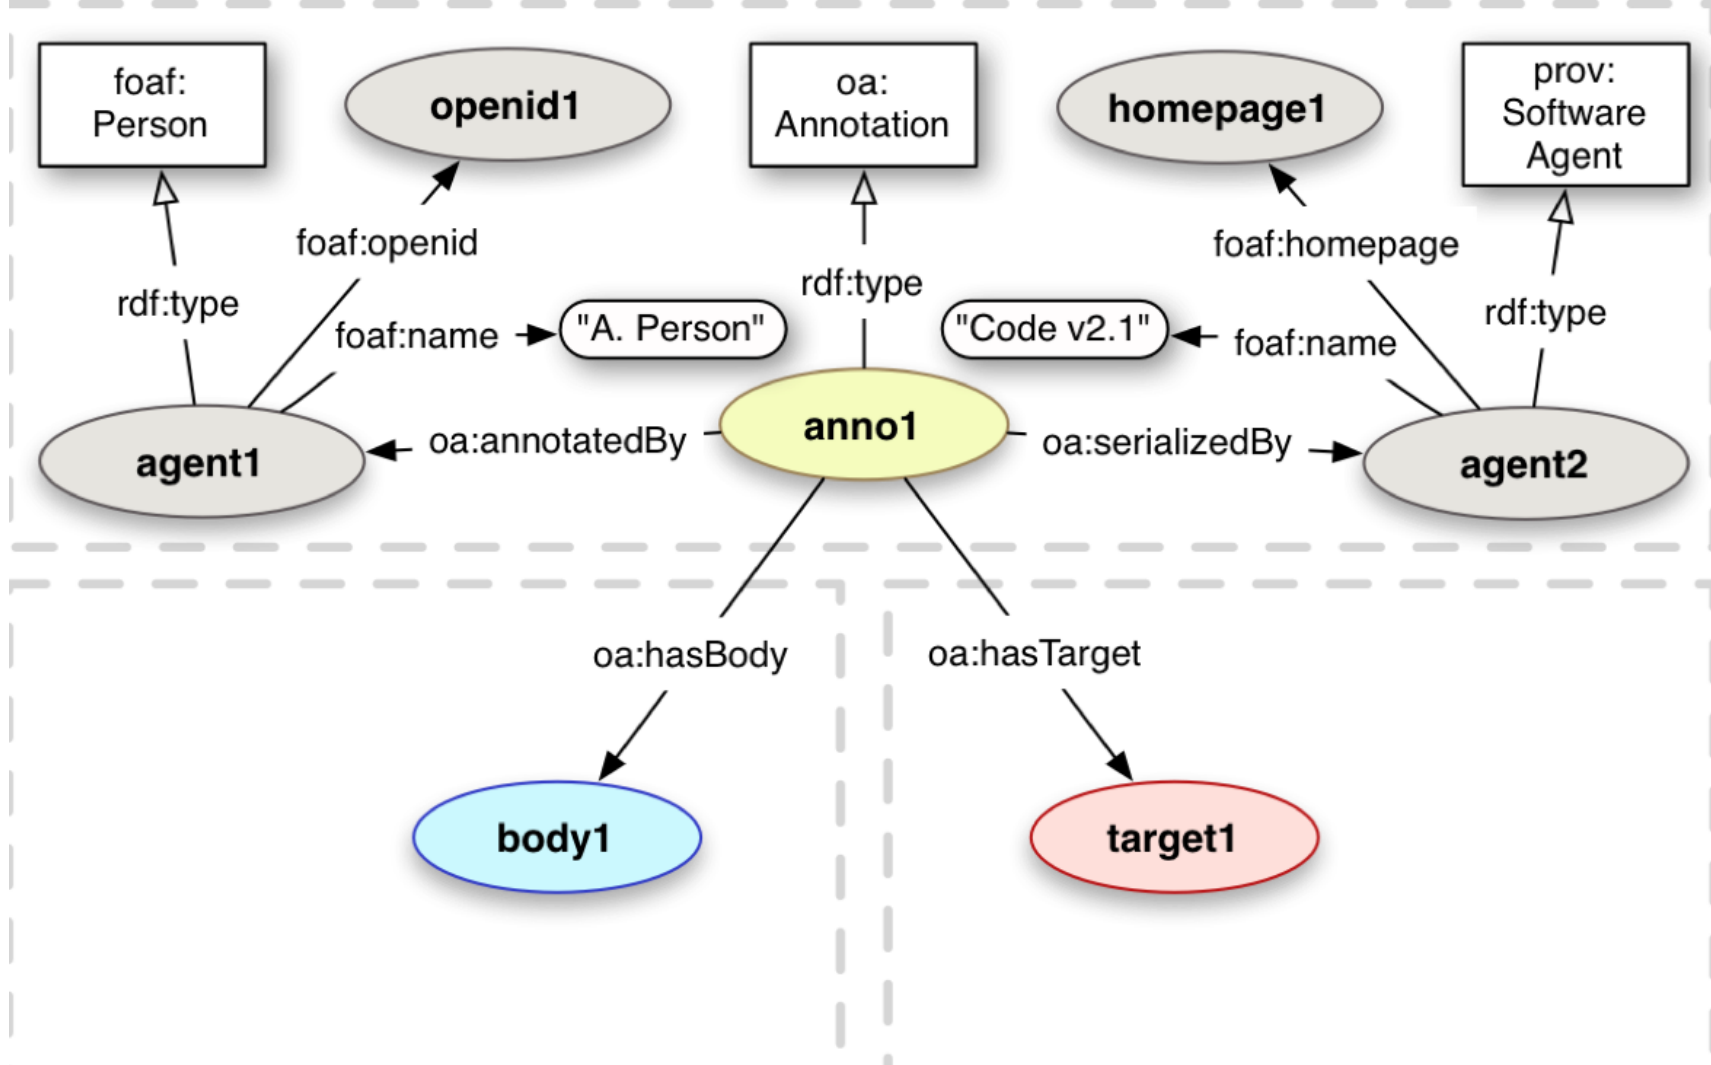 foaf:
Person
openid1
oa:
Annotation
homepage1
prov:
Software
Agent
foaf:openid
foaf:homepage
rdf:type
rdf:type
rdf:type
foaf:name
"A. Person"
"Code v2.1"
foaf:name
agent1
oa:annotatedBy
anno1
oa:serializedBy
agent2
oa:hasBody
oa:hasTarget
body1
target1